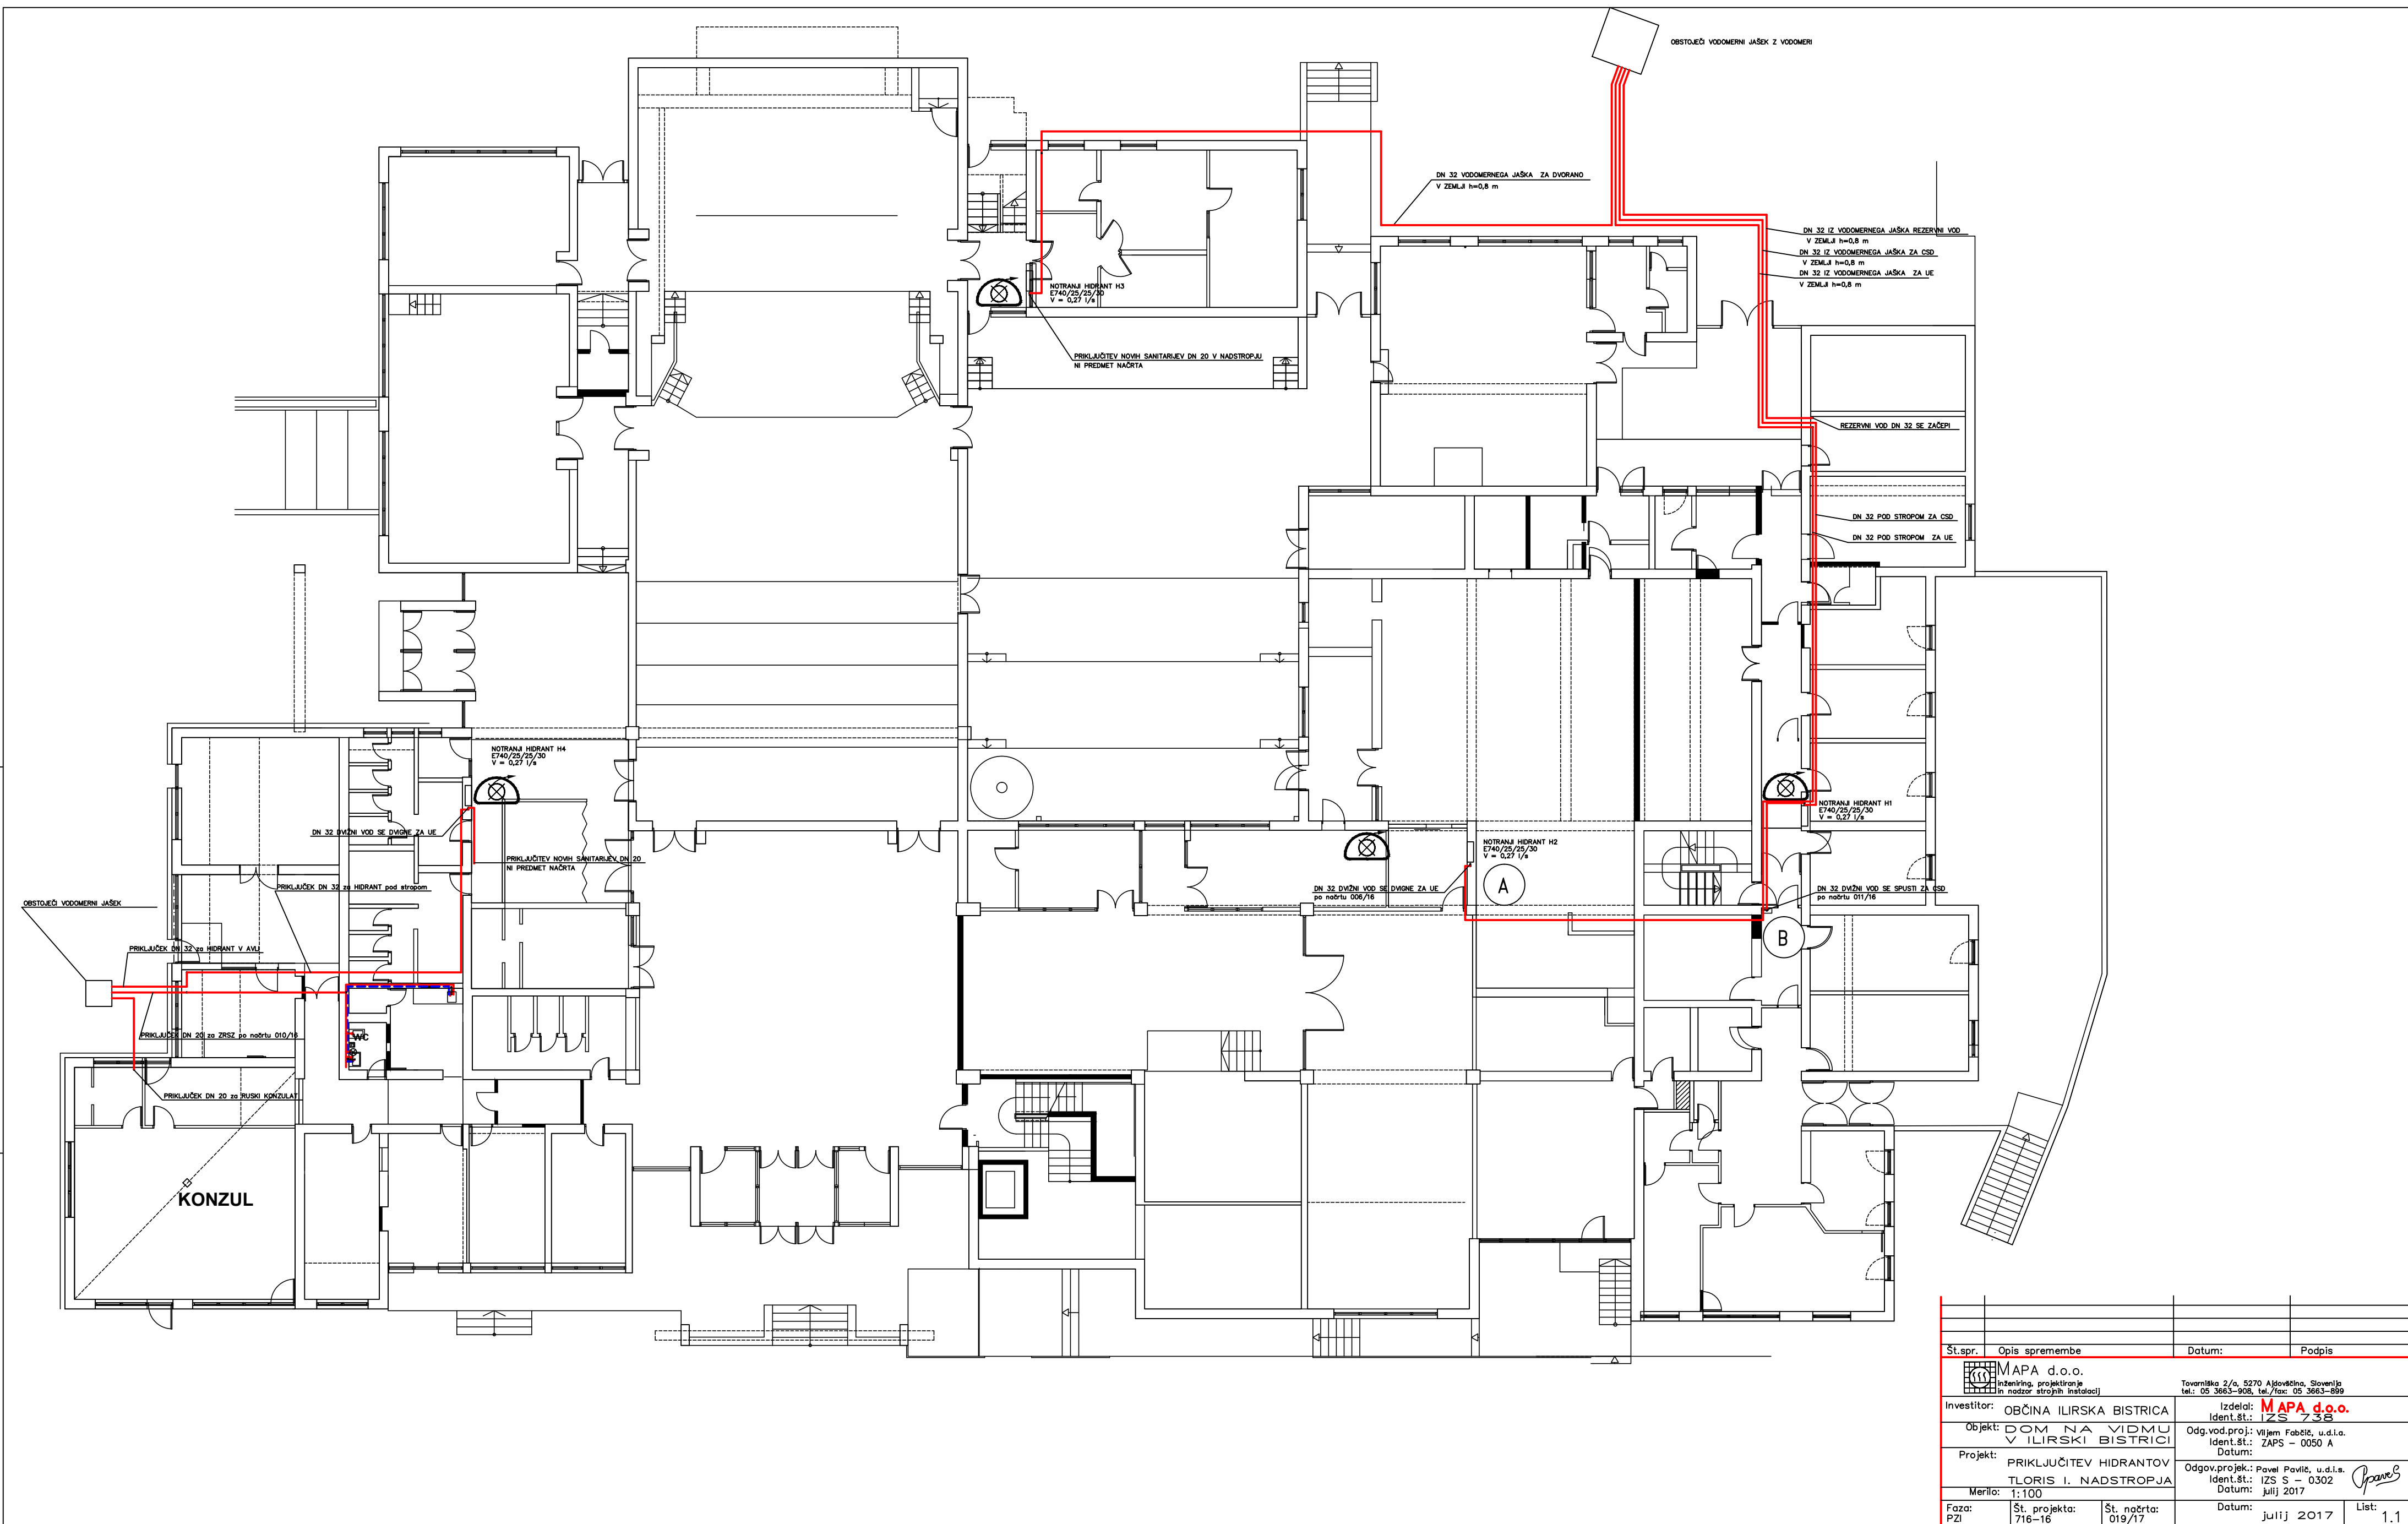 OBSTOJEČI VODOMERNI JAŠEK Z VODOMERI
DN 32 VODOMERNEGA JAŠKA ZA DVORANO
V ZEMLJI h=0,8 m
DN 32 IZ VODOMERNEGA JAŠKA REZERVNI VOD
V ZEMLJI h=0,8 m
DN 32 IZ VODOMERNEGA JAŠKA ZA CSD
V ZEMLJI h=0,8 m
DN 32 IZ VODOMERNEGA JAŠKA ZA UE
V ZEMLJI h=0,8 m
NOTRANJI HIDRANT H3
E740/25/25/30
V = 0,27 l/s
PRIKLJUČITEV NOVIH SANITARIJEV DN 20 V NADSTROPJU
NI PREDMET NAČRTA
REZERVNI VOD DN 32 SE ZAČEPI
DN 32 POD STROPOM ZA CSD
DN 32 POD STROPOM ZA UE
NOTRANJI HIDRANT H4
E740/25/25/30
V = 0,27 l/s
DN 32 DVIŽNI VOD SE DVIGNE ZA UE
PRIKLJUČITEV NOVIH SANITARIJEV DN 20
NI PREDMET NAČRTA
NOTRANJI HIDRANT H1
E740/25/25/30
V = 0,27 l/s
NOTRANJI HIDRANT H2
E740/25/25/30
V = 0,27 l/s
A
DN 32 DVIŽNI VOD SE DVIGNE ZA UE
po načrtu 006/16
DN 32 DVIŽNI VOD SE SPUSTI ZA CSD
po načrtu 011/16
B
PRIKLJUČEK DN 32 za HIDRANT pod stropom
OBSTOJEČI VODOMERNI JAŠEK
PRIKLJUČEK DN 32 za HIDRANT V AVLI
PRIKLJUČEK DN 20 za ZRSZ po načrtu 010/16
WC
PRIKLJUČEK DN 20 za RUSKI KONZULAT
KONZUL
Št.spr. Opis spremembe Datum: Podpis
MAPA d.o.o.
inženiring, projektiranje
in nadzor strojnih instalacij
Tovarniška 2/a, 5270 Ajdovščina, Slovenija
tel.: 05 3663-908, tel./fax: 05 3663-899
Investitor: OBČINA ILIRSKA BISTRICA
Izdelal: MAPA d.o.o.
Ident.št.: IZS 738
Objekt: DOM NA VIDMU
V ILIRSKI BISTRICI
Odg.vod.proj.: Viljem Fabčič, u.d.i.a.
Ident.št.: ZAPS - 0050 A
Datum:
Projekt: PRIKLJUČITEV HIDRANTOV
TLORIS I. NADSTROPJA
Odgov.projek.: Pavel Pavlič, u.d.i.s.
Ident.št.: IZS S - 0302
Datum: julij 2017
Merilo: 1:100
Faza: Št. projekta: Št. načrta: Datum: julij 2017 List: 1.1
PZI 716-16 019/17